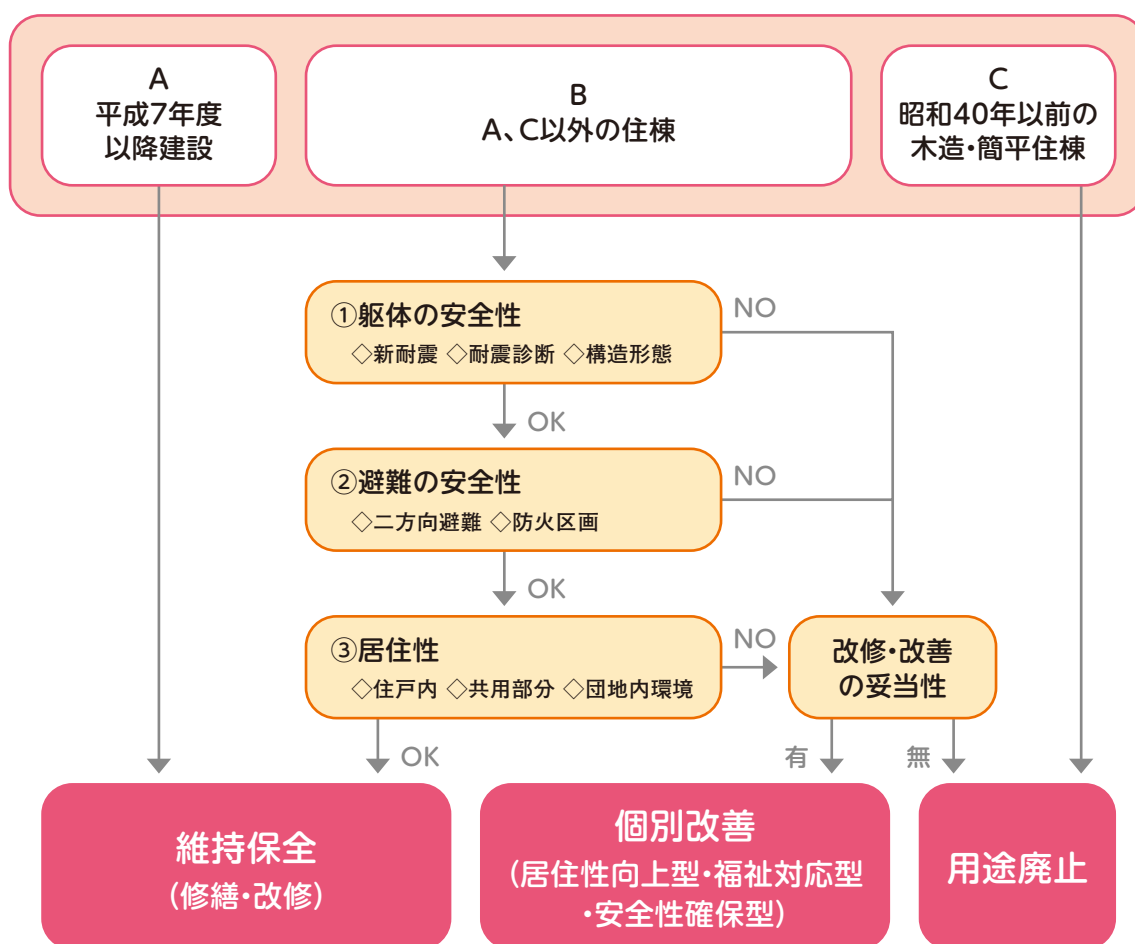 A
平成7年度
以降建設
B
A、C以外の住棟
C
昭和40年以前の
木造・簡平住棟
①躯体の安全性
◇新耐震 ◇耐震診断 ◇構造形態
NO
OK
②避難の安全性
◇二方向避難 ◇防火区画
NO
OK
③居住性
◇住戸内 ◇共用部分 ◇団地内環境
NO
改修・改善
の妥当性
OK
有
無
維持保全
（修繕・改修）
個別改善
（居住性向上型・福祉対応型
・安全性確保型）
用途廃止